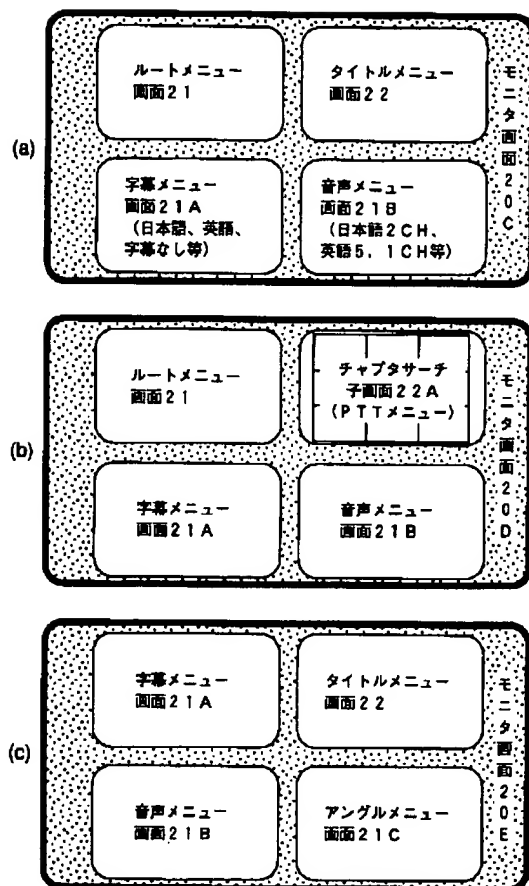 (a)
ルートメニュー
画面21
タイトルメニュー
画面22
字幕メニュー
画面21A
(日本語、英語、
字幕なし等)
音声メニュー
画面21B
(日本語2CH、
英語5.1CH等)
モニタ画面20C
(b)
ルートメニュー
画面21
チャプタサーチ
子画面22A
(PTTメニュー)
字幕メニュー
画面21A
音声メニュー
画面21B
モニタ画面20D
(c)
字幕メニュー
画面21A
タイトルメニュー
画面22
音声メニュー
画面21B
アングルメニュー
画面21C
モニタ画面20E